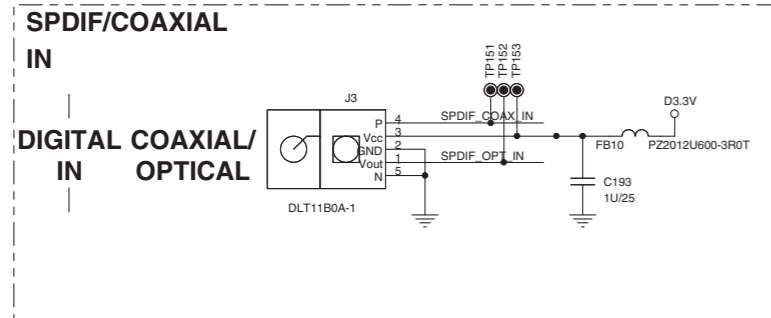 SPDIF/COAXIAL
IN
TP151
TP152
TP153
J3
D3.3V
P
4
SPDIF_COAX_IN
Vcc
3
DIGITAL COAXIAL/
IN OPTICAL
GND
2
FB10
PZ2012U600-3R0T
Vout
1
SPDIF_OPT_IN
N
5
C193
1U/25
DLT11B0A-1